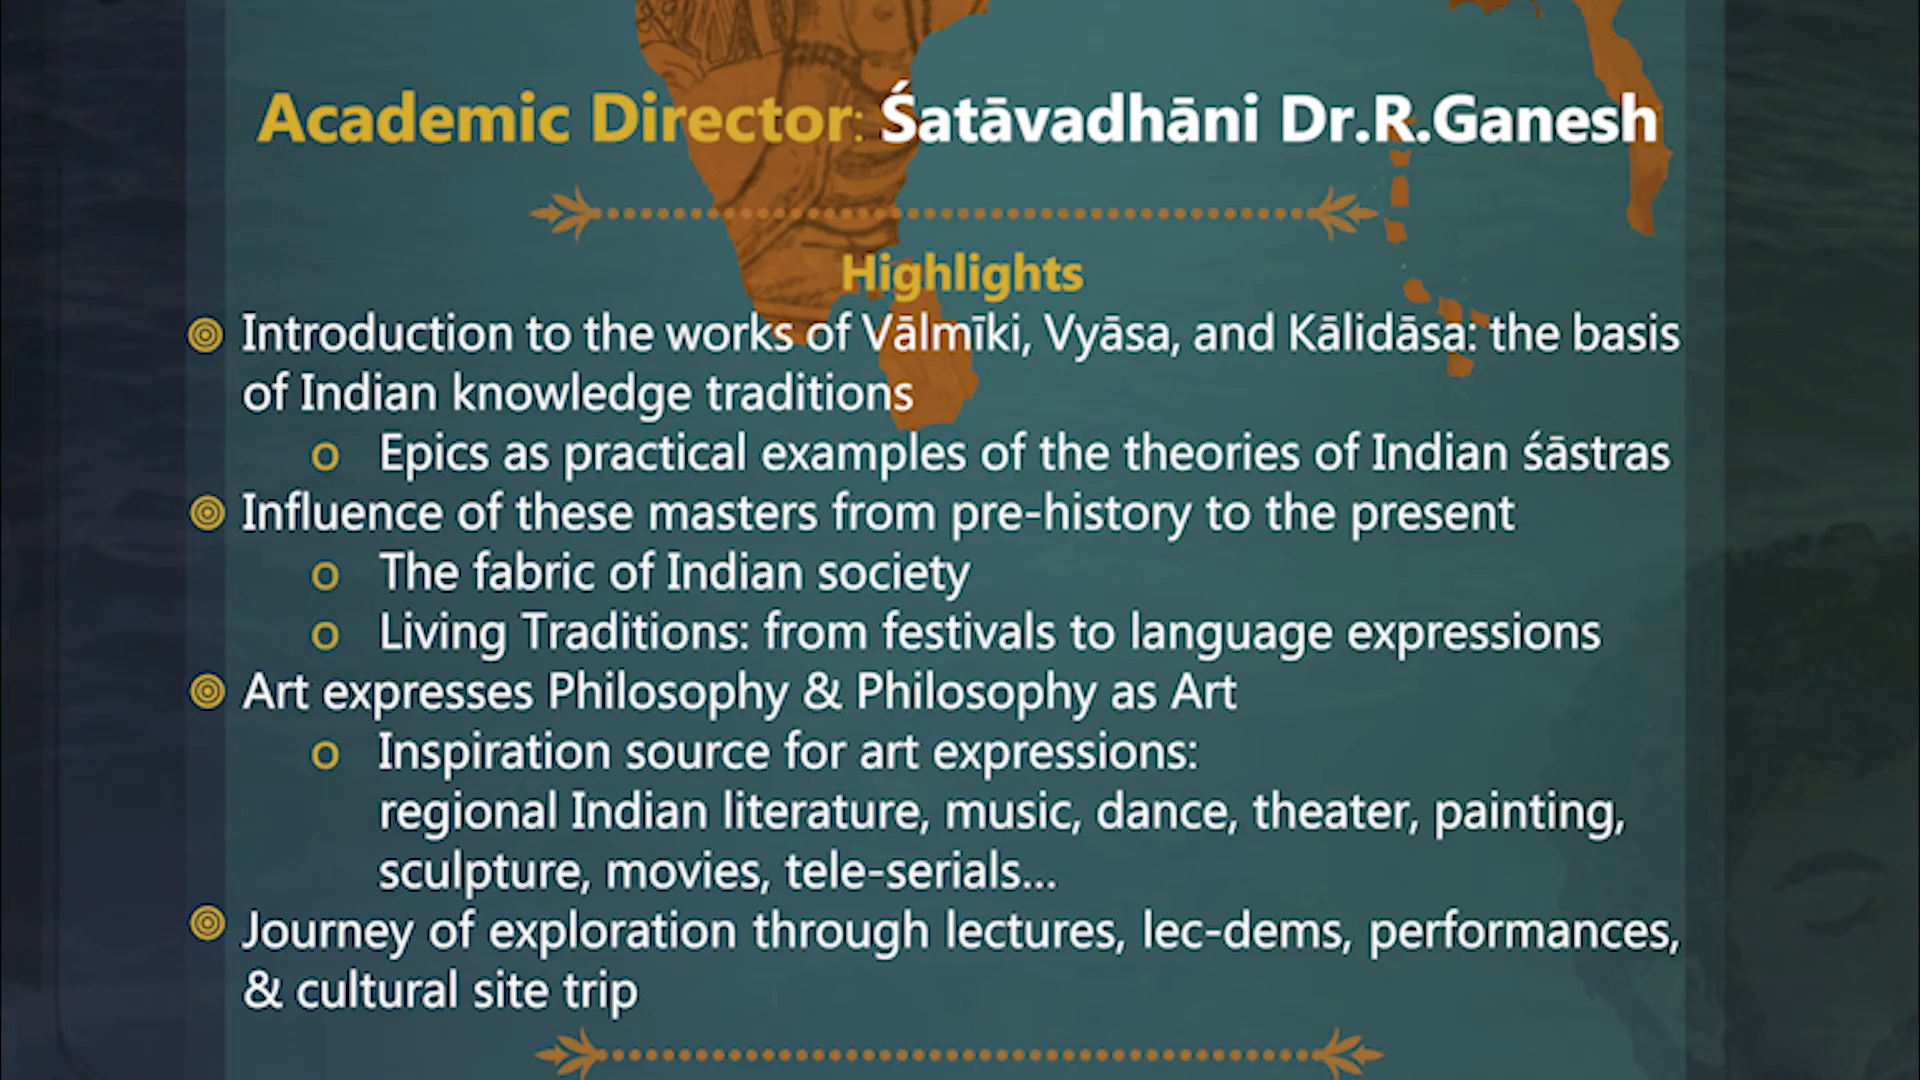 Academic Director: Śatāvadhāni Dr.R.Ganesh
Highlights
Introduction to the works of Vālmīki, Vyāsa, and Kālidāsa: the basis
of Indian knowledge traditions
o Epics as practical examples of the theories of Indian śāstras
Influence of these masters from pre-history to the present
o The fabric of Indian society
o Living Traditions: from festivals to language expressions
Art expresses Philosophy & Philosophy as Art
o Inspiration source for art expressions:
regional Indian literature, music, dance, theater, painting,
sculpture, movies, tele-serials...
Journey of exploration through lectures, lec-dems, performances,
& cultural site trip